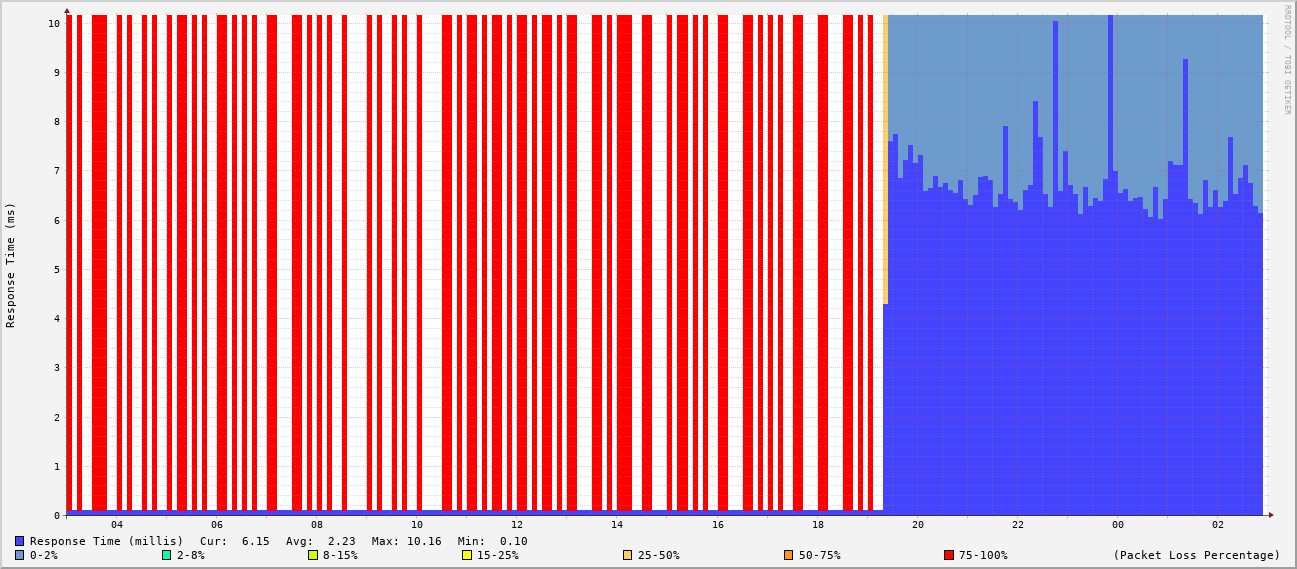 10
9
8
7
6
5
4
3
2
1
0
Response Time (ms)
04 06 08 10 12 14 16 18 20 22 00 02
RRDTOOL / TOBI OETIKER
Response Time (millis) Cur: 6.15 Avg: 2.23 Max: 10.16 Min: 0.10
0-2% 2-8% 8-15% 15-25% 25-50% 50-75% 75-100% (Packet Loss Percentage)